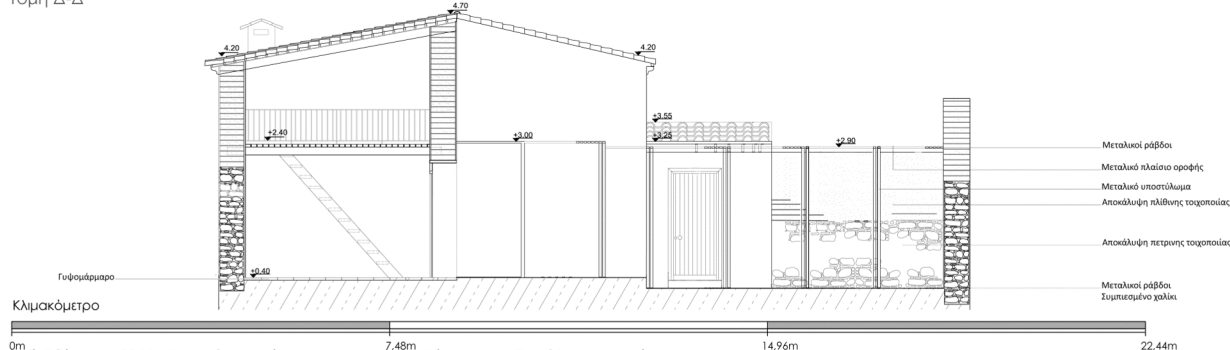 Τομή Δ-Δ
4.70
4.20
4.20
+3.55
+3.25
+2.40
+3.00
+2.90
Μεταλικοί ράβδοι
Μεταλικό πλαίσιο οροφής
Μεταλικό υποστύλωμα
Αποκάλυψη πλίθινης τοιχοποιίας
Αποκάλυψη πετρινης τοιχοποιίας
Γυψομάρμαρο
+0.40
Μεταλικοί ράβδοι
Συμπιεσμένο χαλίκι
Κλιμακόμετρο
0m 7,48m 14,96m 22,44m